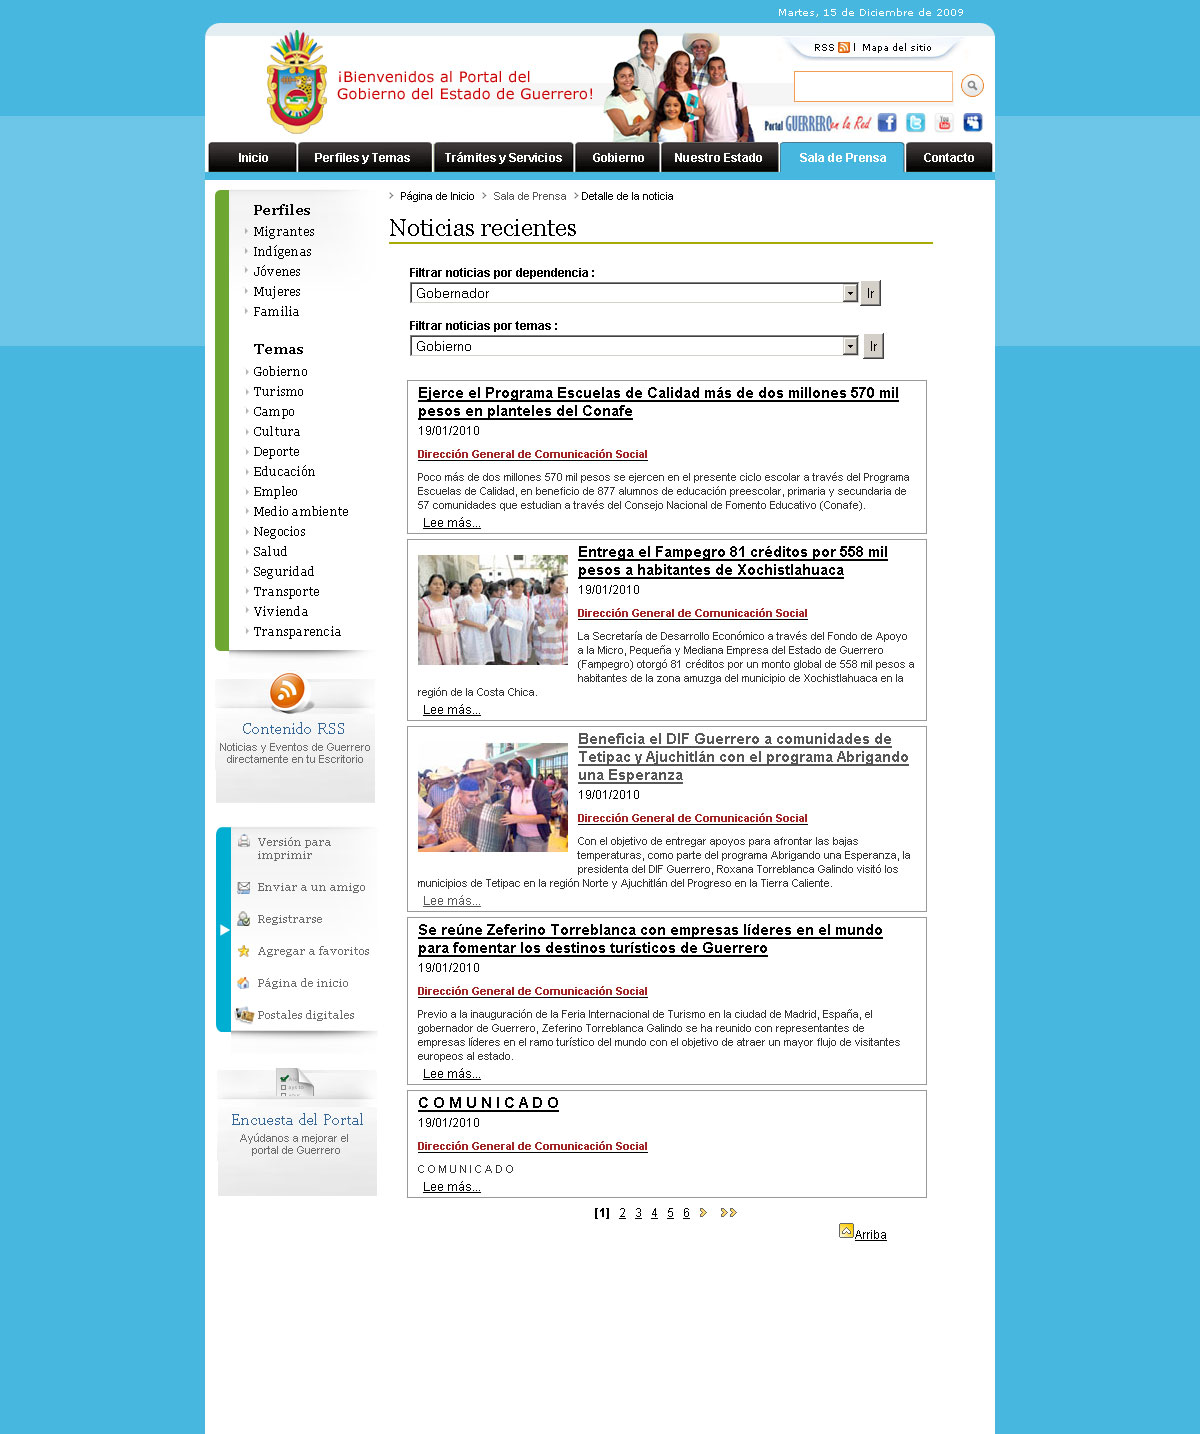 Martes, 15 de Diciembre de 2009
RSS | Mapa del sitio
¡Bienvenidos al Portal del
Gobierno del Estado de Guerrero!
Portal GUERRERO en la Red
Inicio Perfiles y Temas Trámites y Servicios Gobierno Nuestro Estado Sala de Prensa Contacto
Página de Inicio Sala de Prensa Detalle de la noticia
Perfiles
Migrantes
Indígenas
Jóvenes
Mujeres
Familia
Temas
Gobierno
Turismo
Campo
Cultura
Deporte
Educación
Empleo
Medio ambiente
Negocios
Salud
Seguridad
Transporte
Vivienda
Transparencia
Contenido RSS
Noticias y Eventos de Guerrero
directamente en tu Escritorio
Versión para
imprimir
Enviar a un amigo
Registrarse
Agregar a favoritos
Página de inicio
Postales digitales
Encuesta del Portal
Ayúdanos a mejorar el
portal de Guerrero
Noticias recientes
Filtrar noticias por dependencia :
Gobernador Ir
Filtrar noticias por temas :
Gobierno Ir
Ejerce el Programa Escuelas de Calidad más de dos millones 570 mil
pesos en planteles del Conafe
19/01/2010
Dirección General de Comunicación Social
Poco más de dos millones 570 mil pesos se ejercen en el presente ciclo escolar a través del Programa
Escuelas de Calidad, en beneficio de 877 alumnos de educación preescolar, primaria y secundaria de
57 comunidades que estudian a través del Consejo Nacional de Fomento Educativo (Conafe).
Lee más...
Entrega el Fampegro 81 créditos por 558 mil
pesos a habitantes de Xochistlahuaca
19/01/2010
Dirección General de Comunicación Social
La Secretaría de Desarrollo Económico a través del Fondo de Apoyo
a la Micro, Pequeña y Mediana Empresa del Estado de Guerrero
(Fampegro) otorgó 81 créditos por un monto global de 558 mil pesos a
habitantes de la zona amuzga del municipio de Xochistlahuaca en la
región de la Costa Chica.
Lee más...
Beneficia el DIF Guerrero a comunidades de
Tetipac y Ajuchitlán con el programa Abrigando
una Esperanza
19/01/2010
Dirección General de Comunicación Social
Con el objetivo de entregar apoyos para afrontar las bajas
temperaturas, como parte del programa Abrigando una Esperanza, la
presidenta del DIF Guerrero, Roxana Torreblanca Galindo visitó los
municipios de Tetipac en la región Norte y Ajuchitlán del Progreso en la Tierra Caliente.
Lee más...
Se reúne Zeferino Torreblanca con empresas líderes en el mundo
para fomentar los destinos turísticos de Guerrero
19/01/2010
Dirección General de Comunicación Social
Previo a la inauguración de la Feria Internacional de Turismo en la ciudad de Madrid, España, el
gobernador de Guerrero, Zeferino Torreblanca Galindo se ha reunido con representantes de
empresas líderes en el ramo turístico del mundo con el objetivo de atraer un mayor flujo de visitantes
europeos al estado.
Lee más...
C O M U N I C A D O
19/01/2010
Dirección General de Comunicación Social
C O M U N I C A D O
Lee más...
[1] 2 3 4 5 6
Arriba